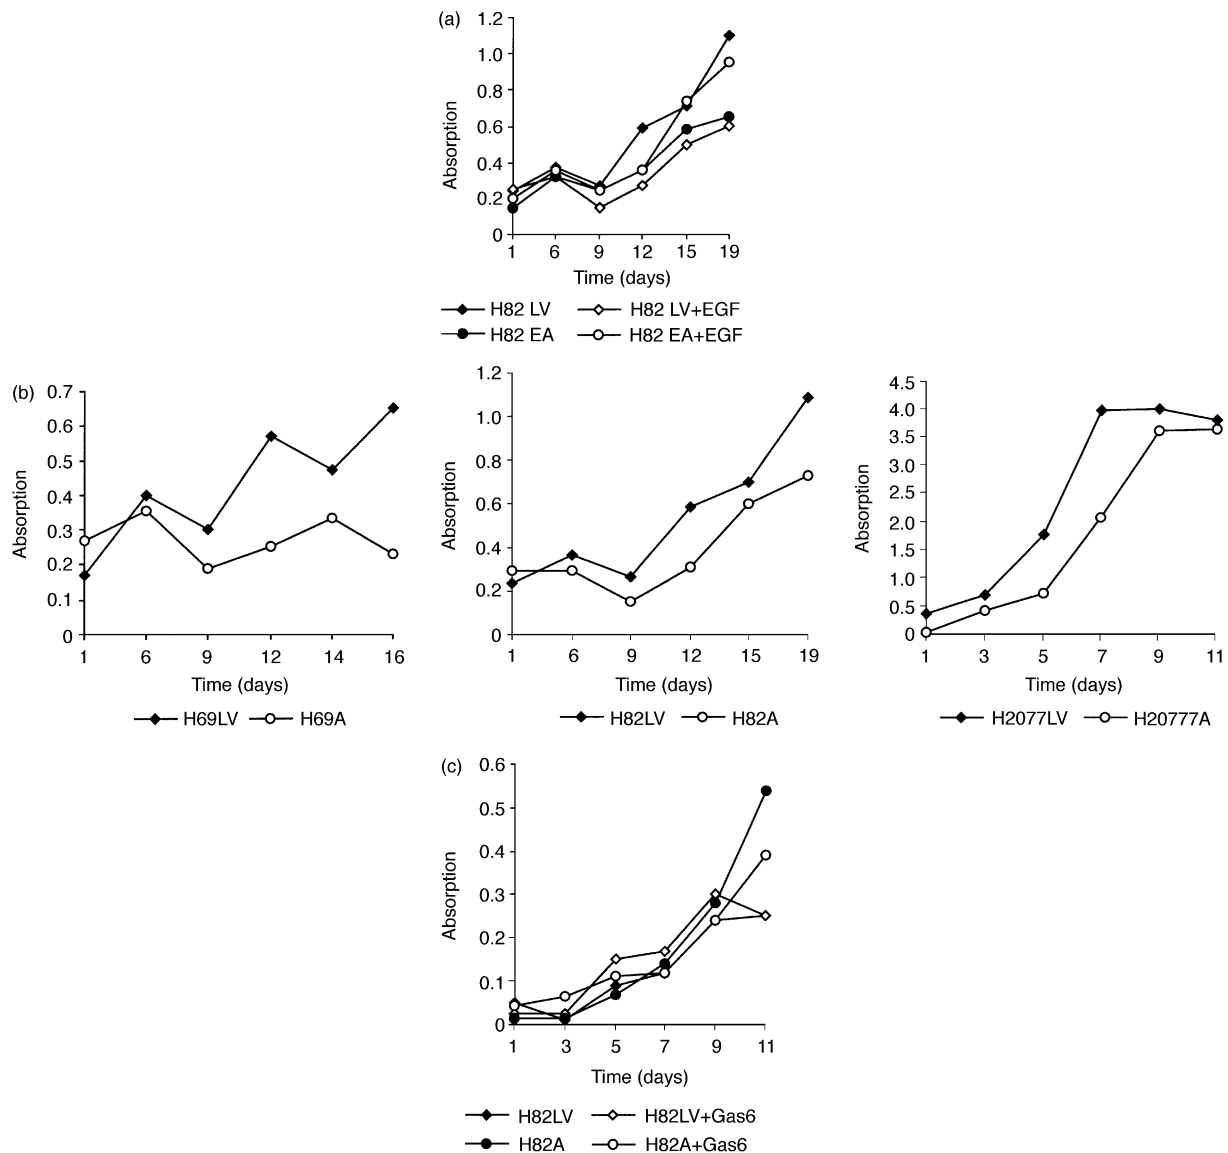 (a)
1.2
1.0
0.8
0.6
0.4
0.2
0
Absorption
1 6 9 12 15 19
Time (days)
H82 LV H82 LV+EGF
H82 EA H82 EA+EGF
(b)
0.7
0.6
0.5
0.4
0.3
0.2
0.1
0
Absorption
1 6 9 12 14 16
Time (days)
H69LV H69A
1.2
1.0
0.8
0.6
0.4
0.2
0
Absorption
1 6 9 12 15 19
Time (days)
H82LV H82A
4.5
4.0
3.5
3.0
2.5
2.0
1.5
1.0
0.5
0
Absorption
1 3 5 7 9 11
Time (days)
H2077LV H20777A
(c)
0.6
0.5
0.4
0.3
0.2
0.1
0
Absorption
1 3 5 7 9 11
Time (days)
H82LV H82LV+Gas6
H82A H82A+Gas6